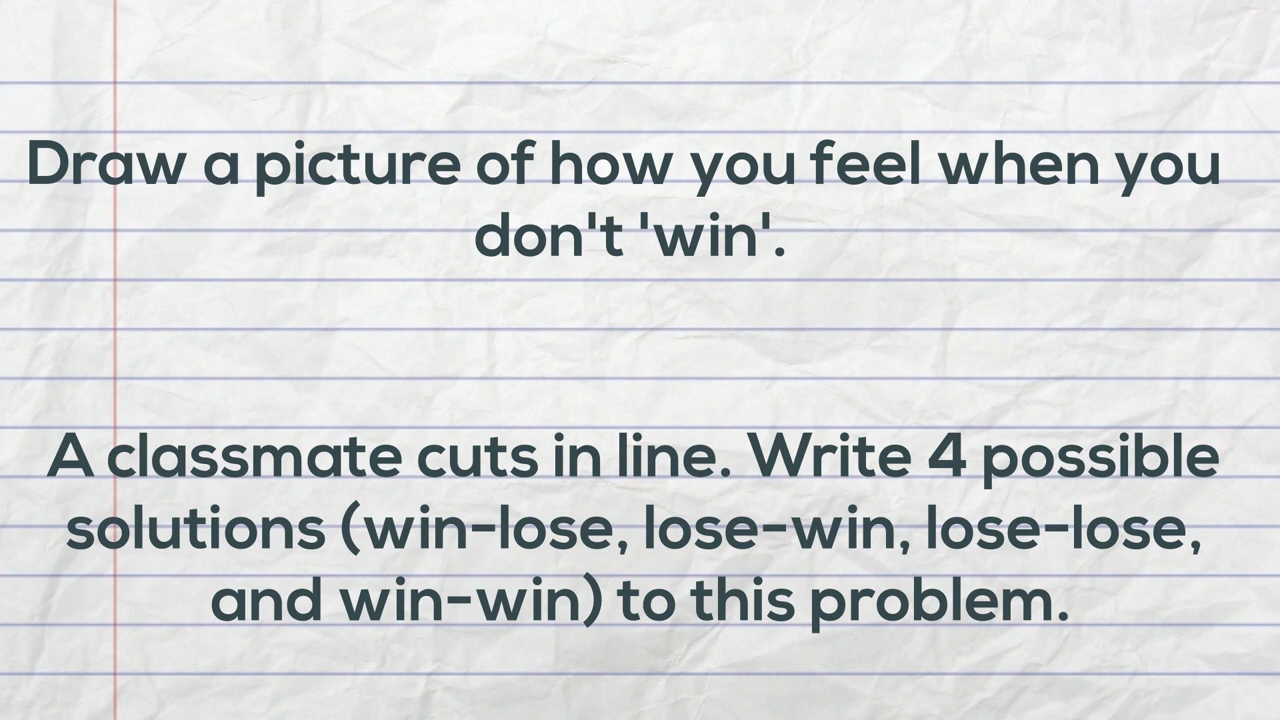 Draw a picture of how you feel when you
don't 'win'.
A classmate cuts in line. Write 4 possible
solutions (win-lose, lose-win, lose-lose,
and win-win) to this problem.